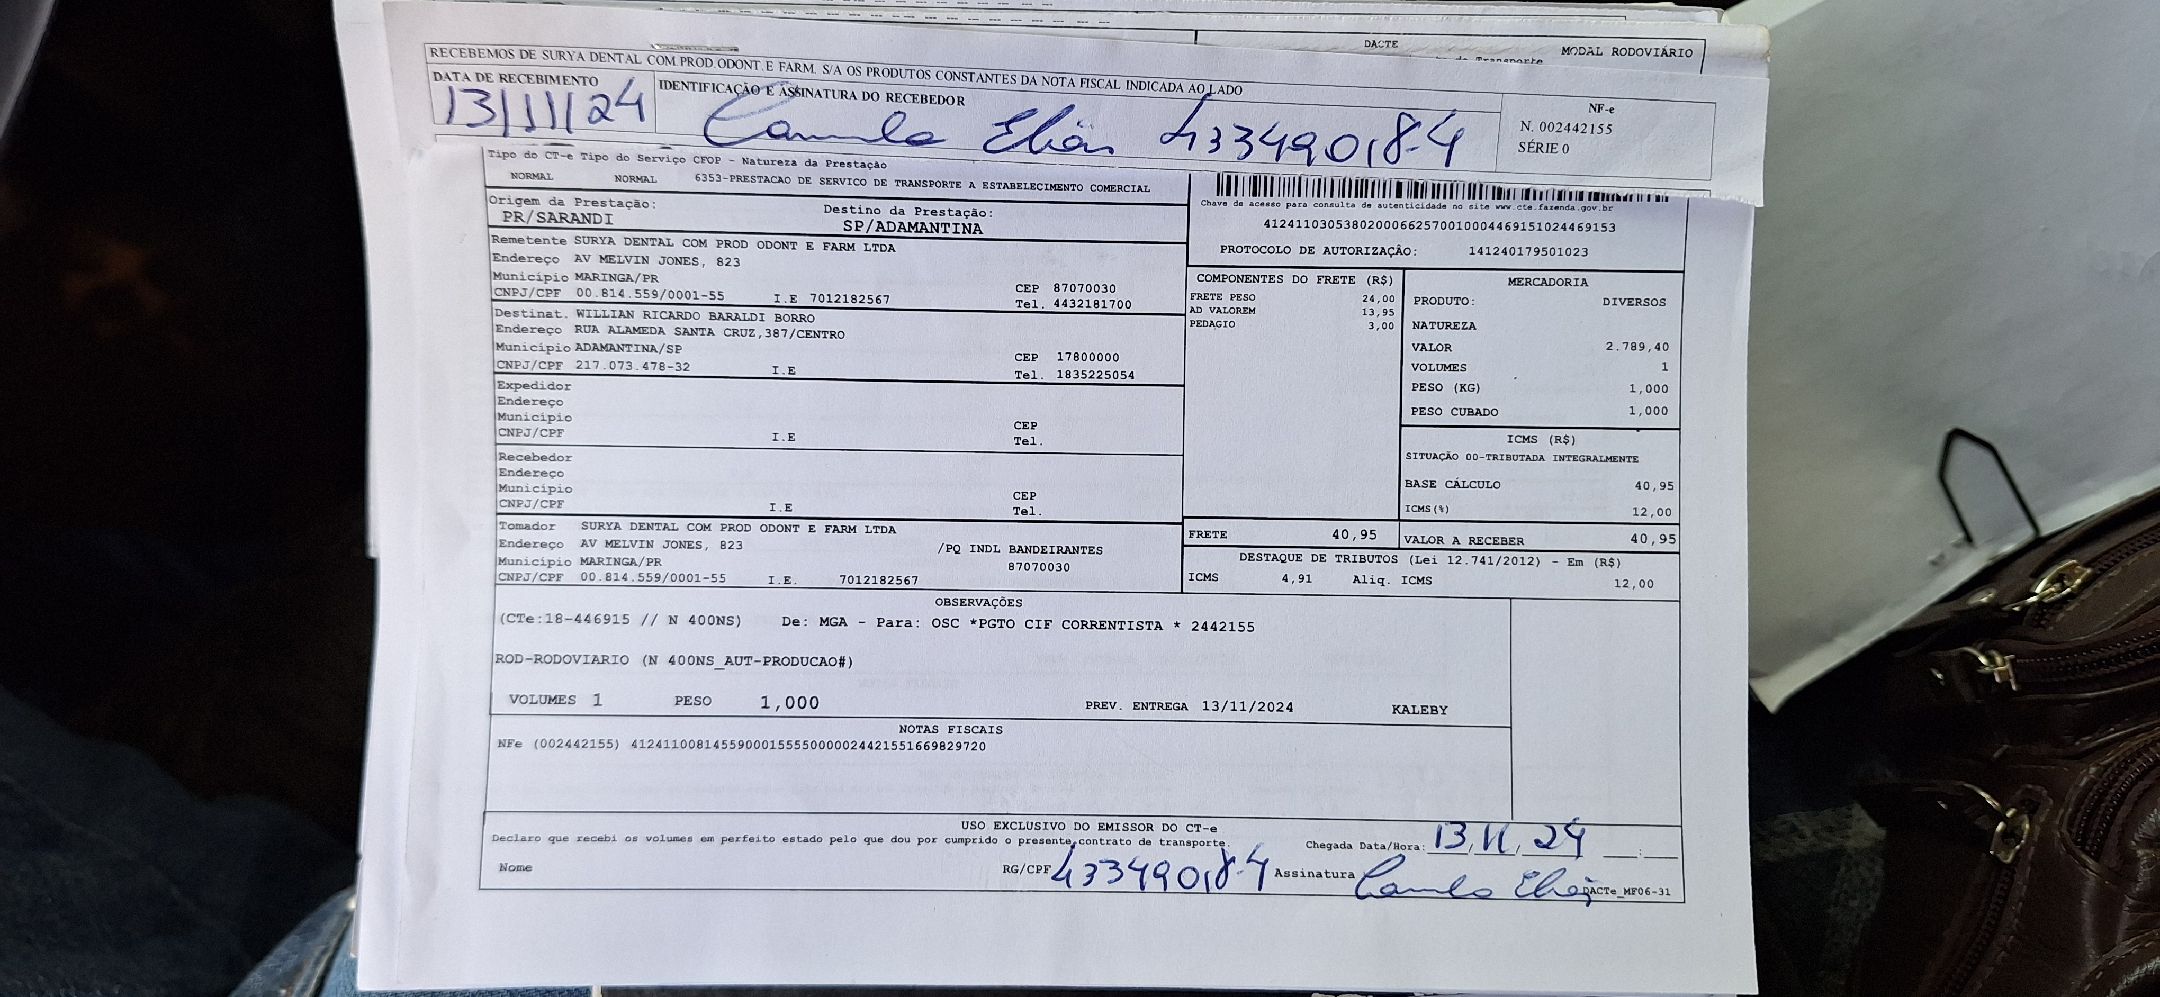 DACTE
MODAL RODOVIÁRIO
RECEBEMOS DE SURYA DENTAL COM.PROD.ODONT.E FARM. S/A OS PRODUTOS CONSTANTES DA NOTA FISCAL INDICADA AO LADO
DATA DE RECEBIMENTO
IDENTIFICAÇÃO E ASSINATURA DO RECEBEDOR
NF-e
13/11/24
Camila Elias 43349018-4
N. 002442155
SÉRIE 0
Tipo do CT-e Tipo do Serviço CFOP - Natureza da Prestação
NORMAL NORMAL 6353-PRESTACAO DE SERVICO DE TRANSPORTE A ESTABELECIMENTO COMERCIAL
Chave de acesso para consulta de autenticidade no site www.cte.fazenda.gov.br
Origem da Prestação:
Destino da Prestação:
PR/SARANDI
SP/ADAMANTINA
41241103053802000662570010004469151024469153
PROTOCOLO DE AUTORIZAÇÃO: 141240179501023
Remetente SURYA DENTAL COM PROD ODONT E FARM LTDA
Endereço AV MELVIN JONES, 823
Município MARINGA/PR
CEP 87070030
CNPJ/CPF 00.814.559/0001-55 I.E 7012182567 Tel. 4432181700
Destinat. WILLIAN RICARDO BARALDI BORRO
Endereço RUA ALAMEDA SANTA CRUZ,387/CENTRO
Município ADAMANTINA/SP
CEP 17800000
CNPJ/CPF 217.073.478-32 I.E Tel. 1835225054
Expedidor
Endereço
Município
CEP
CNPJ/CPF I.E Tel.
Recebedor
Endereço
Município
CEP
CNPJ/CPF I.E Tel.
Tomador SURYA DENTAL COM PROD ODONT E FARM LTDA
Endereço AV MELVIN JONES, 823 /PQ INDL BANDEIRANTES
Município MARINGA/PR 87070030
CNPJ/CPF 00.814.559/0001-55 I.E. 7012182567
COMPONENTES DO FRETE (R$)
FRETE PESO 24,00
AD VALOREM 13,95
PEDAGIO 3,00
MERCADORIA
PRODUTO: DIVERSOS
NATUREZA
VALOR 2.789,40
VOLUMES 1
PESO (KG) 1,000
PESO CUBADO 1,000
ICMS (R$)
SITUAÇÃO 00-TRIBUTADA INTEGRALMENTE
BASE CÁLCULO 40,95
ICMS(%) 12,00
FRETE 40,95
VALOR A RECEBER 40,95
DESTAQUE DE TRIBUTOS (Lei 12.741/2012) - Em (R$)
ICMS 4,91 Aliq. ICMS 12,00
OBSERVAÇÕES
(CTe:18-446915 // N 400NS) De: MGA - Para: OSC *PGTO CIF CORRENTISTA * 2442155
ROD-RODOVIARIO (N 400NS_AUT-PRODUCAO#)
VOLUMES 1 PESO 1,000 PREV. ENTREGA 13/11/2024 KALEBY
NOTAS FISCAIS
NFe (002442155) 41241100814559000155550000024421551669829720
USO EXCLUSIVO DO EMISSOR DO CT-e
Declaro que recebi os volumes em perfeito estado pelo que dou por cumprido o presente contrato de transporte.
Chegada Data/Hora: 13/11/24 __:__
Nome RG/CPF 43349018-4 Assinatura Camila Elias
DACTe_MF06-31